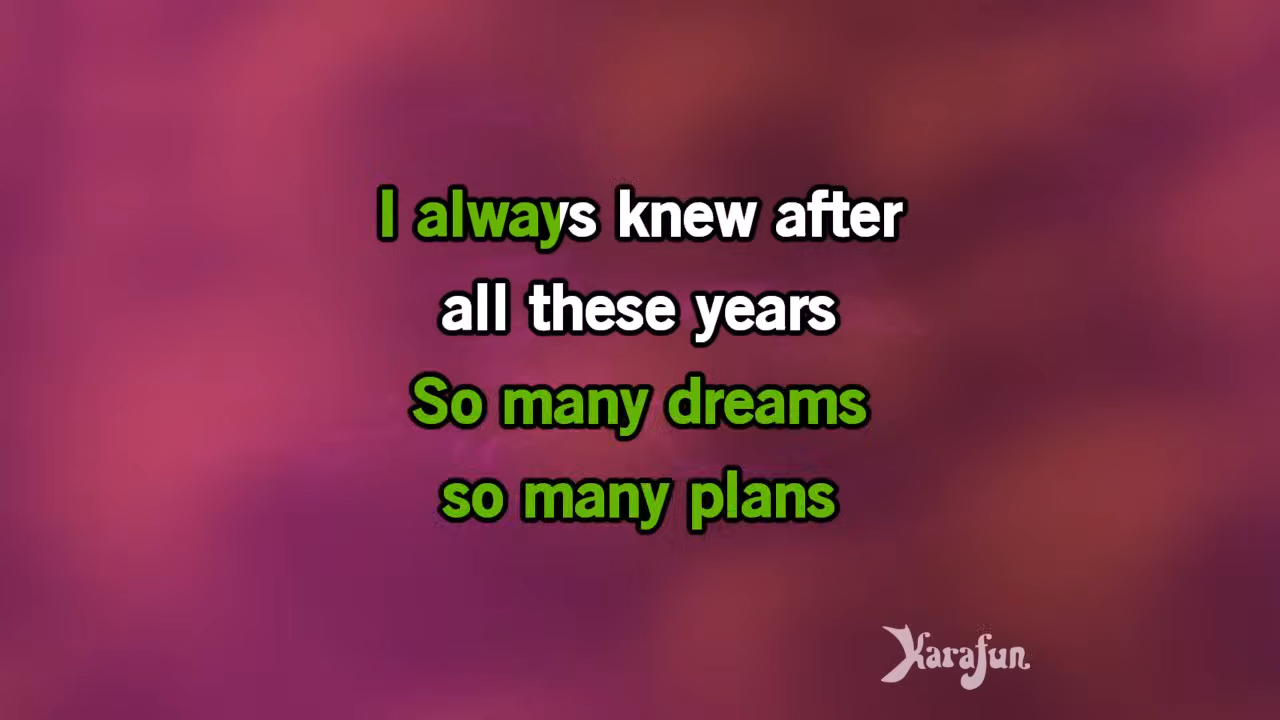 I always knew after
all these years
So many dreams
so many plans
Karafun